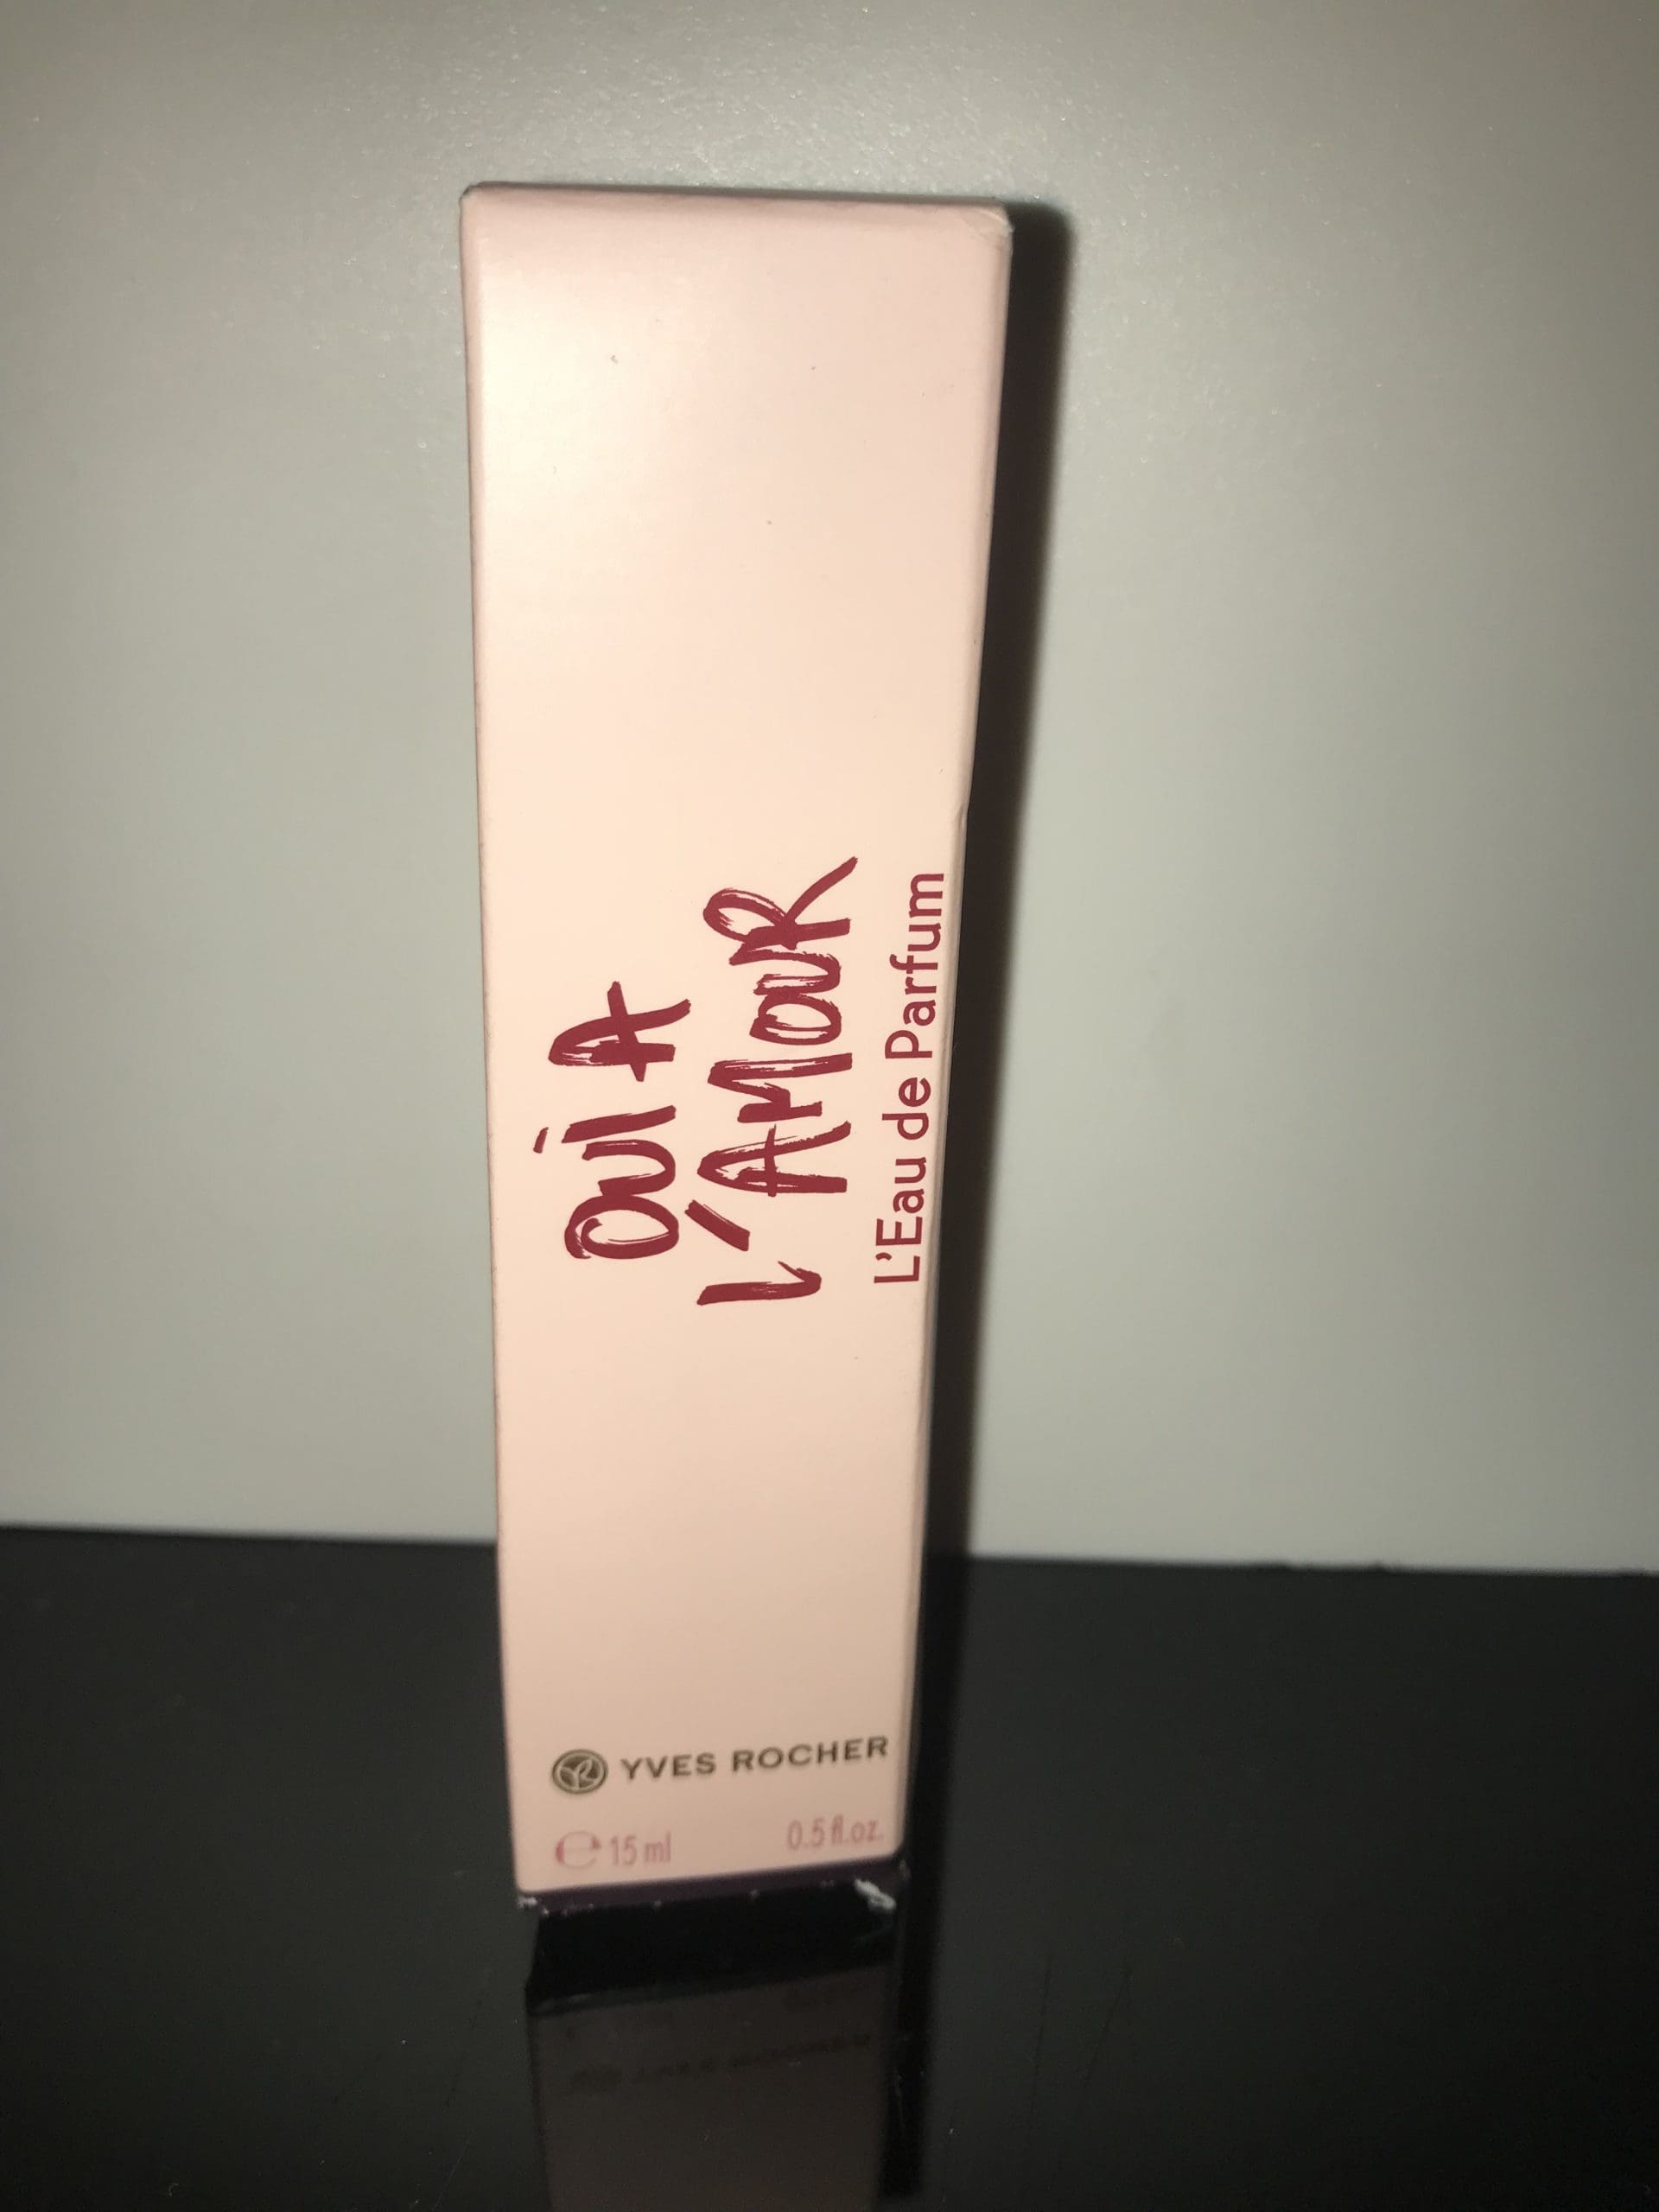 OUI A
L'AMOUR
L'Eau de Parfum
YVES ROCHER
℮ 15 ml 0.5 fl.oz.